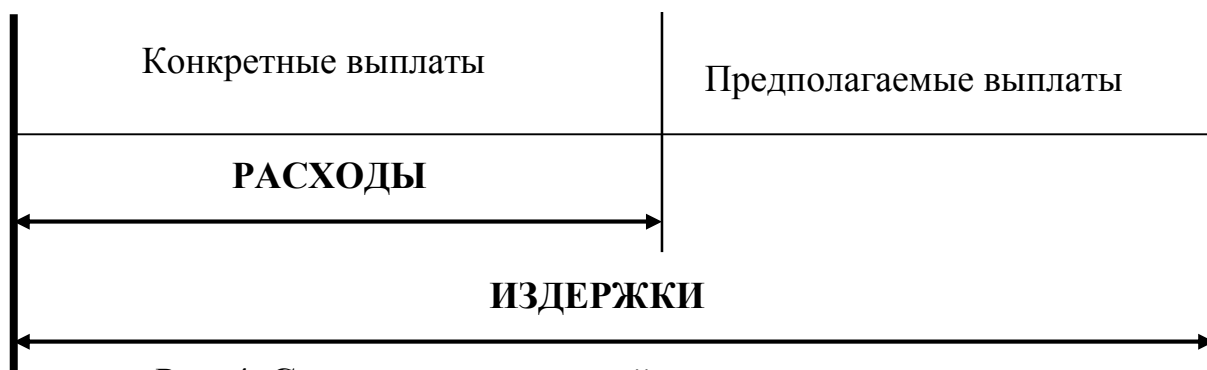 Конкретные выплаты
Предполагаемые выплаты
РАСХОДЫ
ИЗДЕРЖКИ